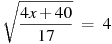 √((4x + 40)/17) = 4